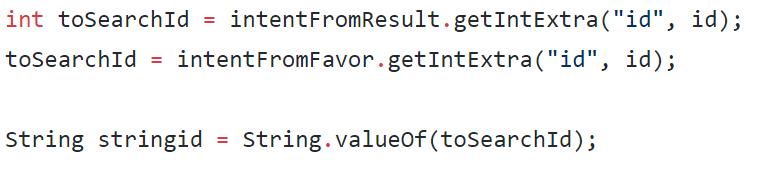 int toSearchId = intentFromResult.getIntExtra("id", id);
toSearchId = intentFromFavor.getIntExtra("id", id);
String stringid = String.valueOf(toSearchId);